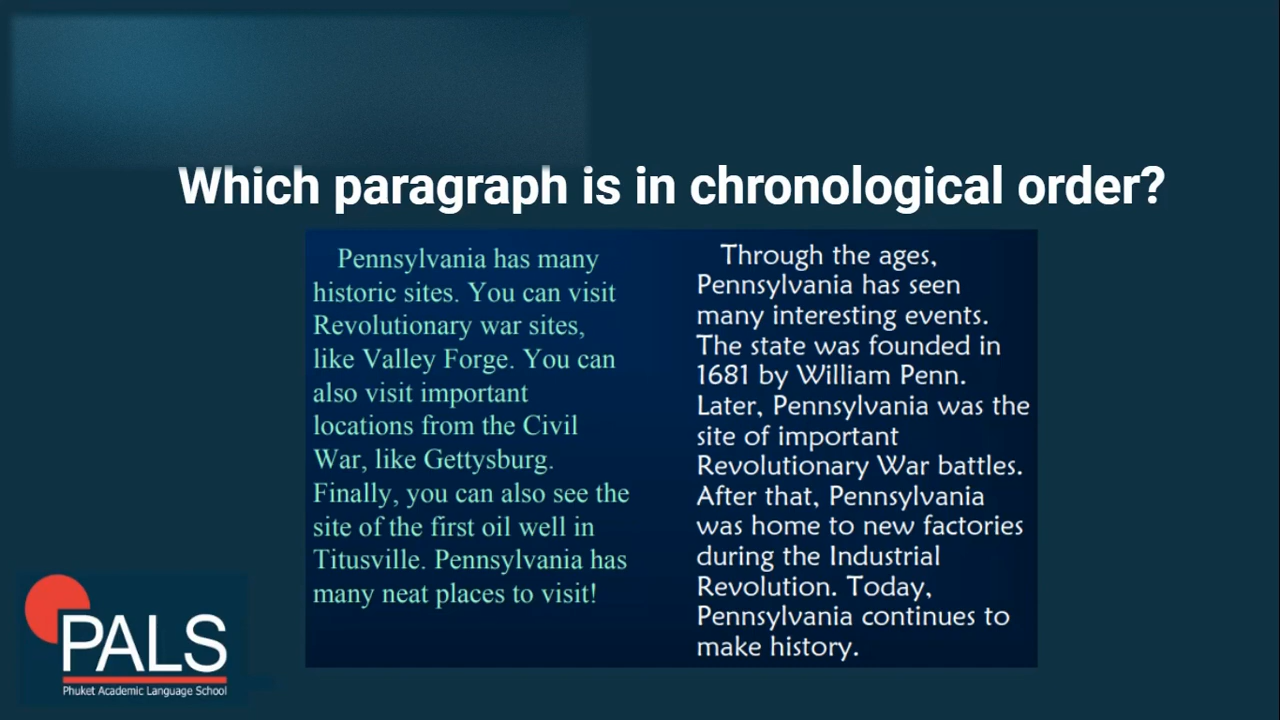 Which paragraph is in chronological order?
Pennsylvania has many
historic sites. You can visit
Revolutionary war sites,
like Valley Forge. You can
also visit important
locations from the Civil
War, like Gettysburg.
Finally, you can also see the
site of the first oil well in
Titusville. Pennsylvania has
many neat places to visit!
Through the ages,
Pennsylvania has seen
many interesting events.
The state was founded in
1681 by William Penn.
Later, Pennsylvania was the
site of important
Revolutionary War battles.
After that, Pennsylvania
was home to new factories
during the Industrial
Revolution. Today,
Pennsylvania continues to
make history.
PALS
Phuket Academic Language School